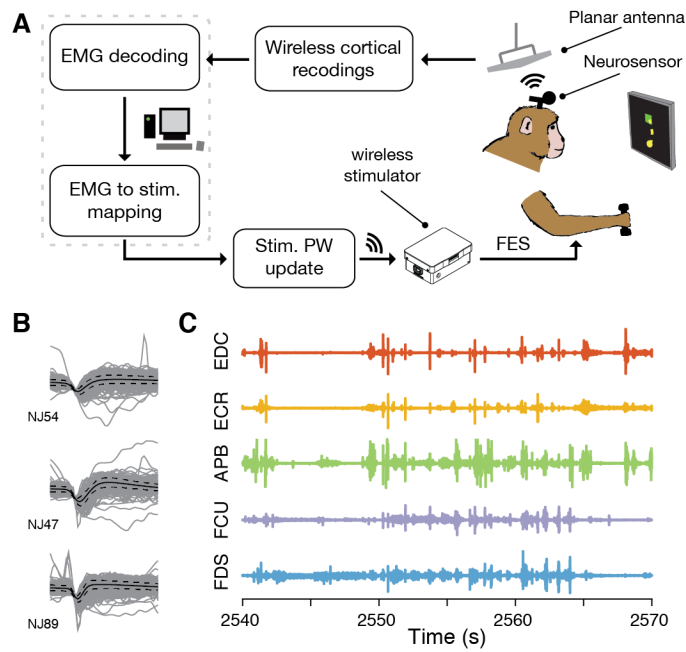 A
Planar antenna
Neurosensor
EMG decoding
Wireless cortical
recodings
EMG to stim.
mapping
wireless
stimulator
Stim. PW
update
FES
B
NJ54
NJ47
NJ89
C
EDC
ECR
APB
FCU
FDS
2540
2550
2560
2570
Time (s)